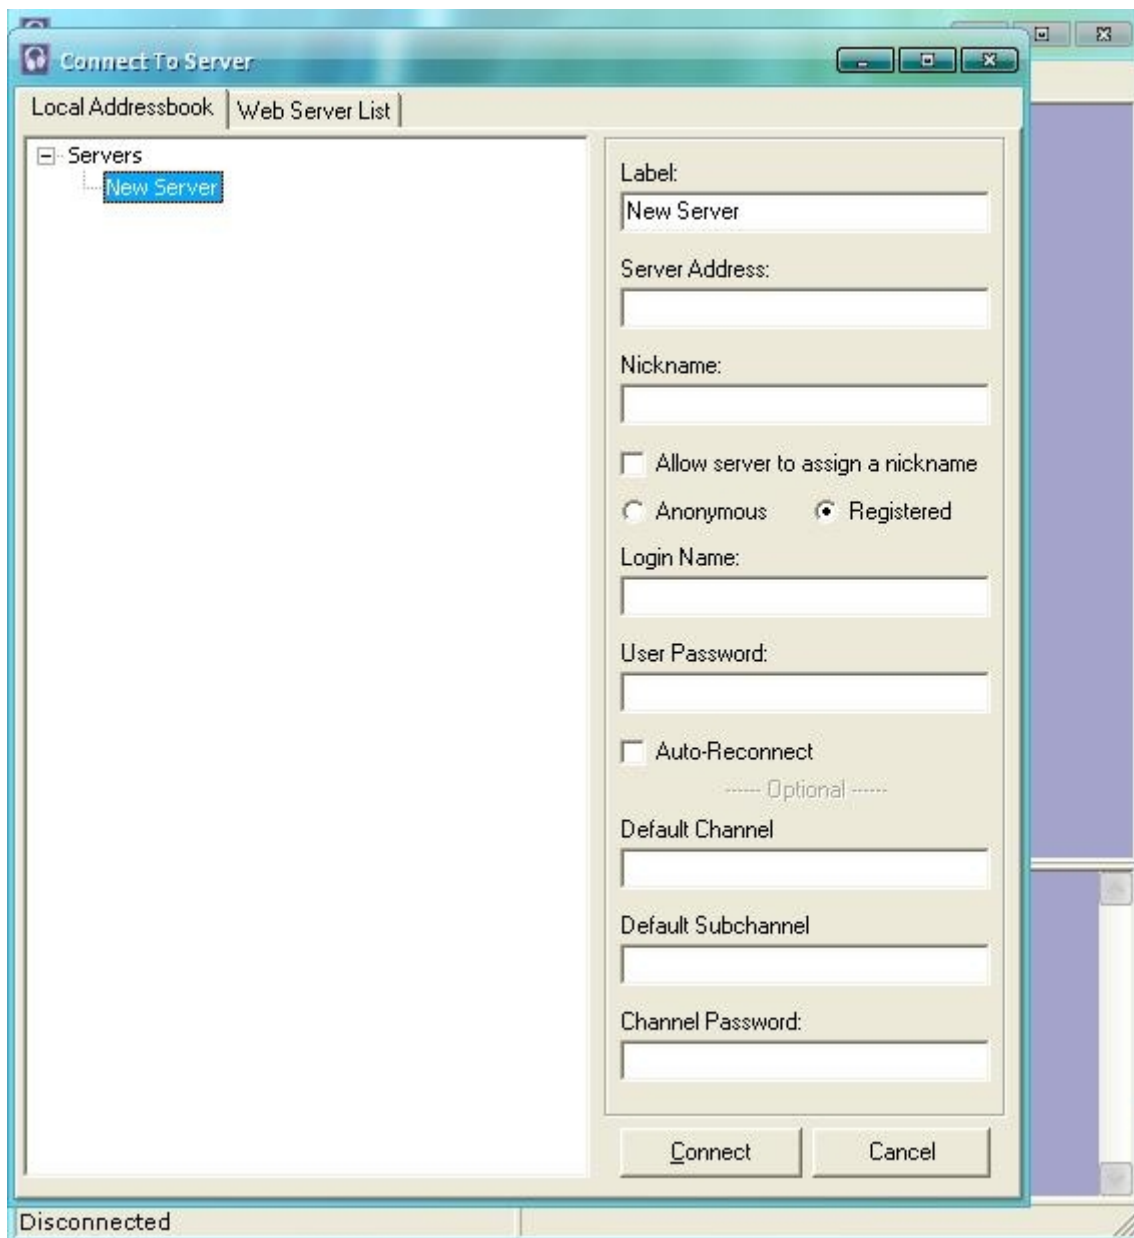 Connect To Server
Local Addressbook
Web Server List
Servers
New Server
Label:
New Server
Server Address:
Nickname:
Allow server to assign a nickname
Anonymous
Registered
Login Name:
User Password:
Auto-Reconnect
------ Optional ------
Default Channel
Default Subchannel
Channel Password:
Connect
Cancel
Disconnected